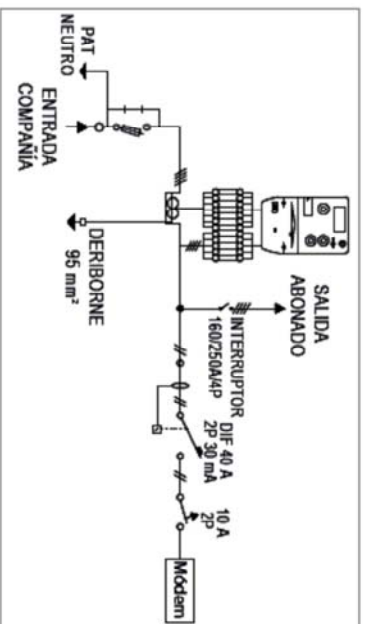 SALIDA
ABONADO
INTERRUPTOR
160/250A/4P
DIF 40 A
2P 30 mA
10 A
2P
Módem
DERIBORNE
95 mm²
ENTRADA
COMPAÑÍA
PAT
NEUTRO